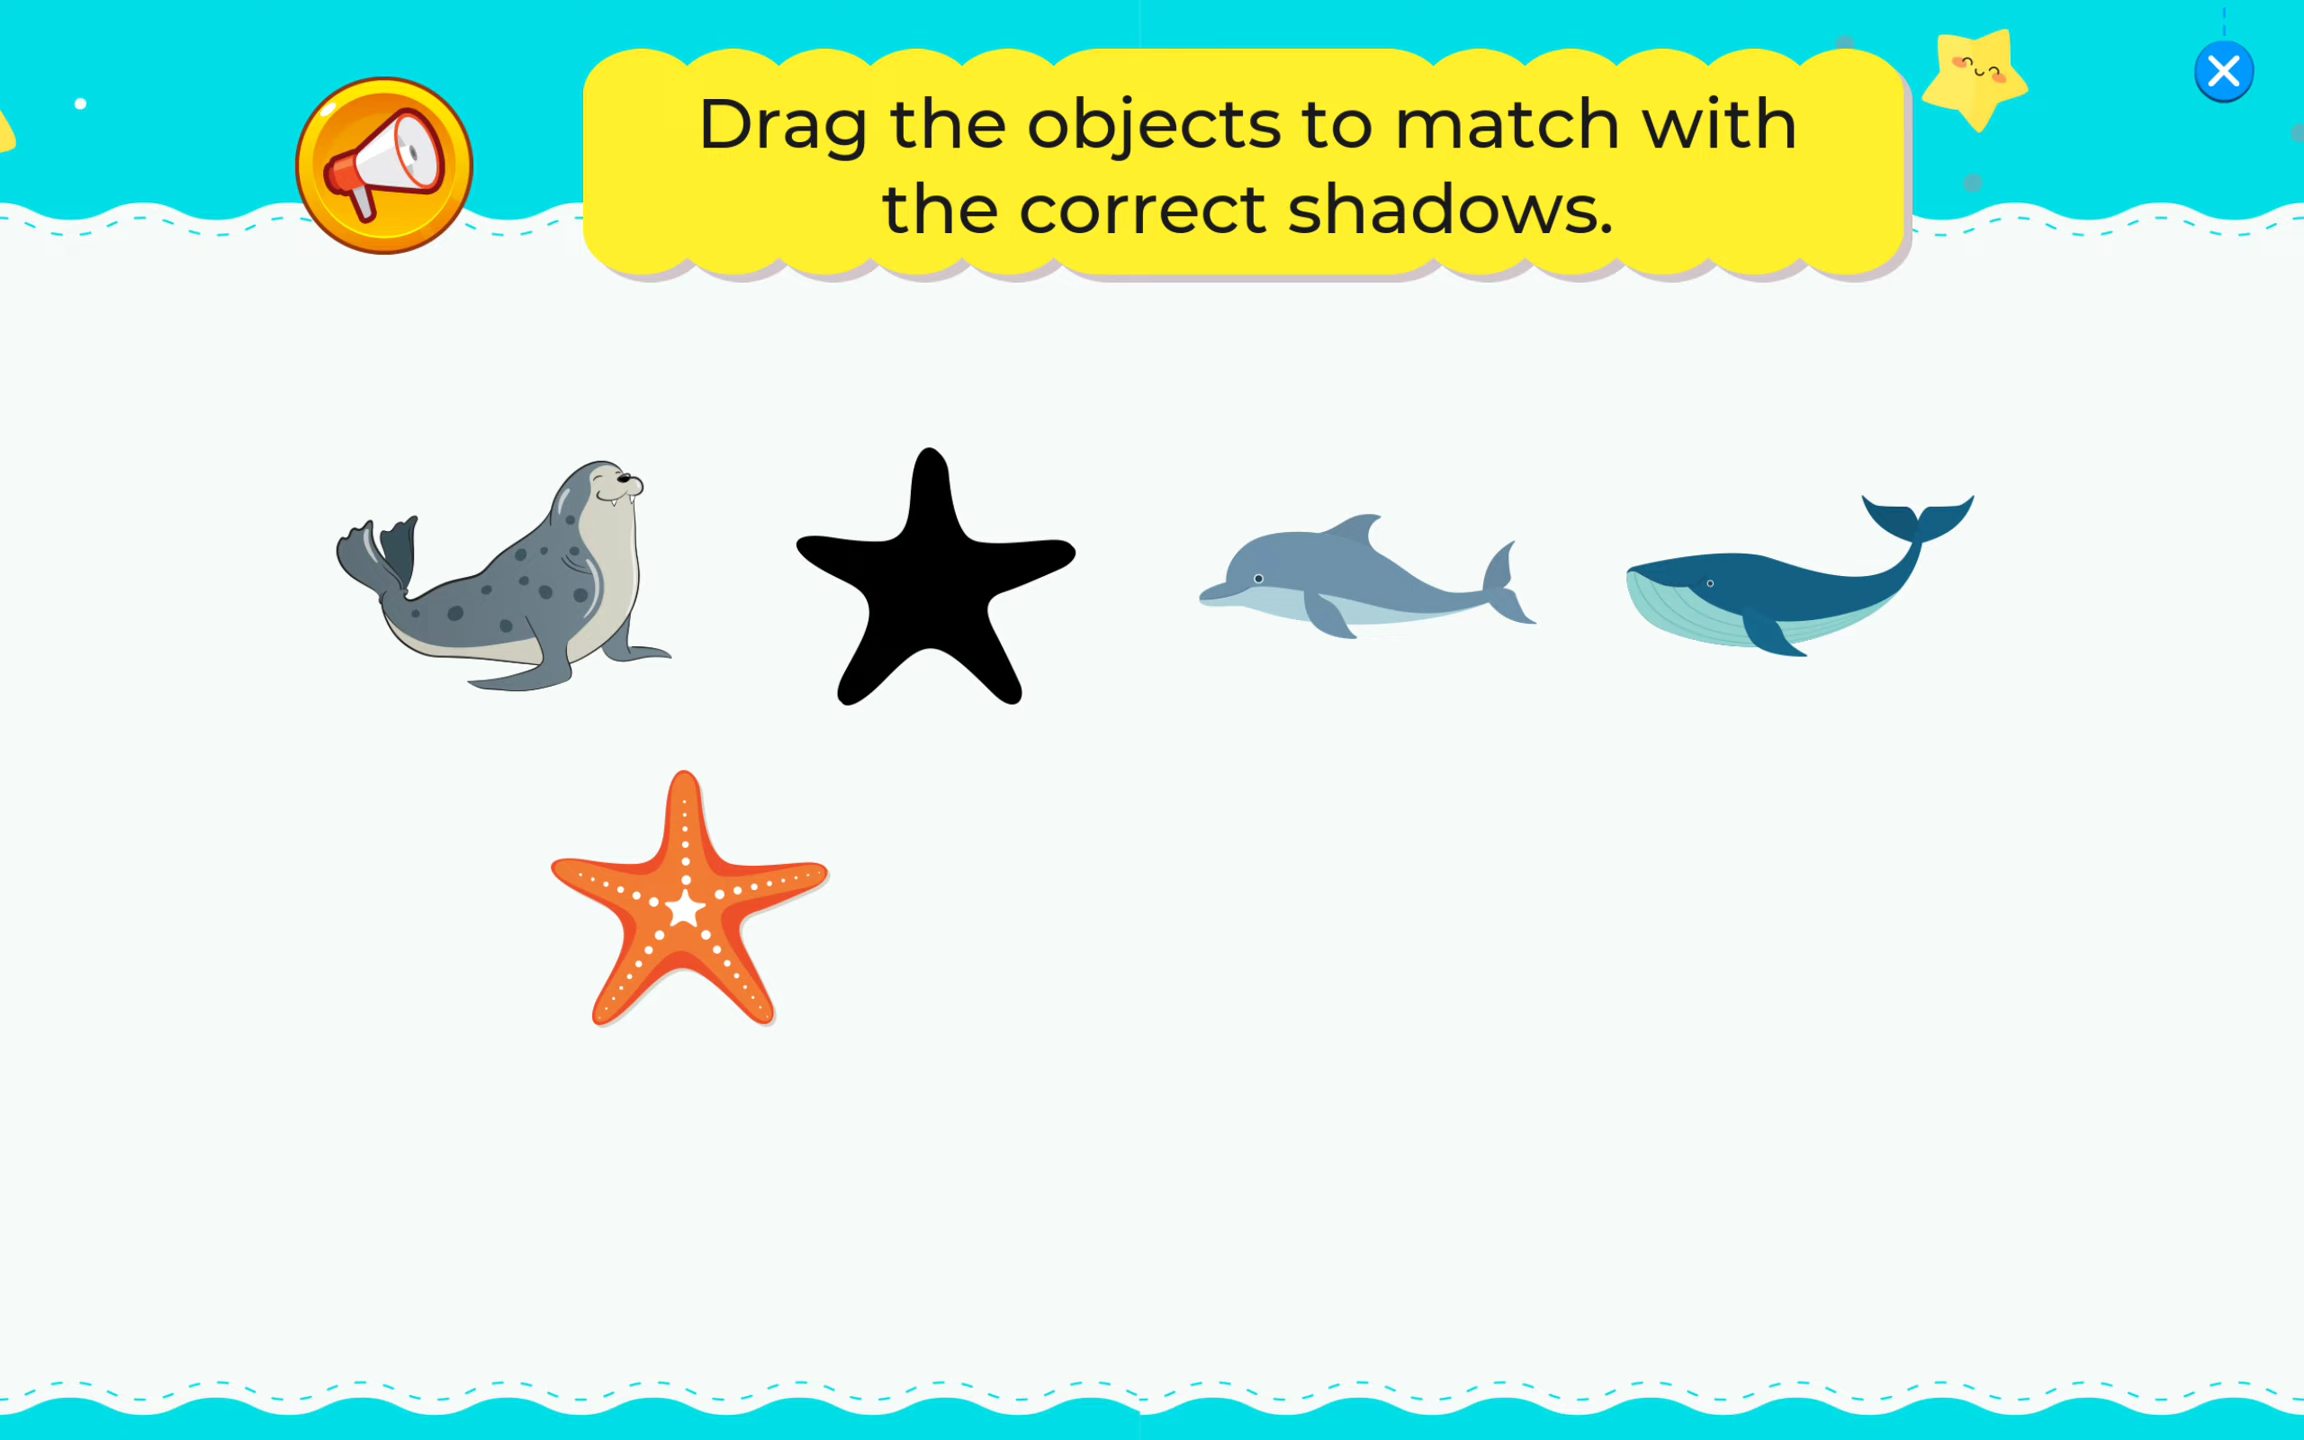 Drag the objects to match with
the correct shadows.